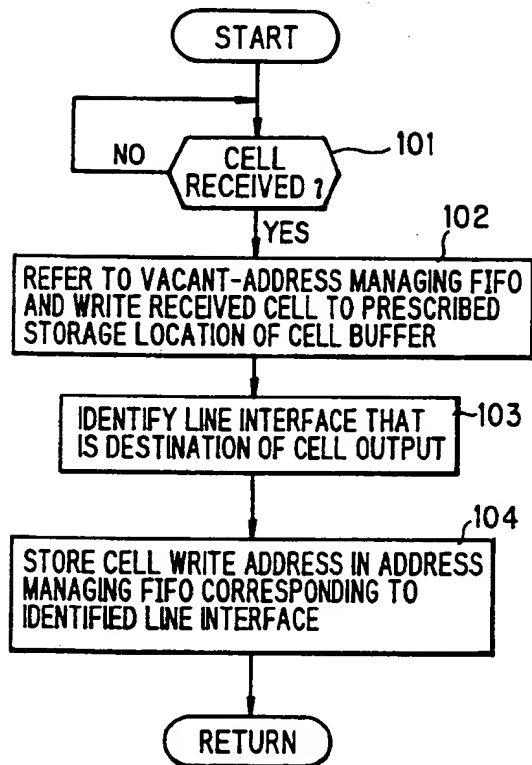 START
CELL
RECEIVED ?
101
NO
YES
102
REFER TO VACANT-ADDRESS MANAGING FIFO
AND WRITE RECEIVED CELL TO PRESCRIBED
STORAGE LOCATION OF CELL BUFFER
IDENTIFY LINE INTERFACE THAT
IS DESTINATION OF CELL OUTPUT
103
104
STORE CELL WRITE ADDRESS IN ADDRESS
MANAGING FIFO CORRESPONDING TO
IDENTIFIED LINE INTERFACE
RETURN